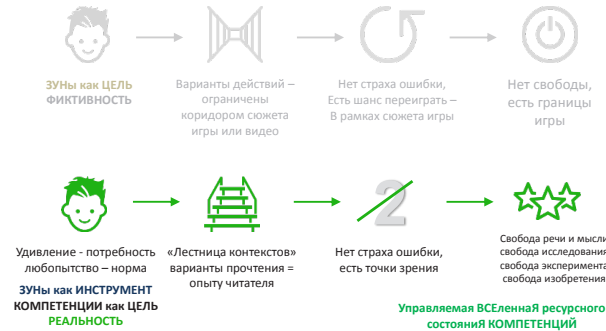 ЗУНы как ЦЕЛЬ
ФИКТИВНОСТЬ
Варианты действий –
ограничены
коридором сюжета
игры или видео
Нет страха ошибки,
Есть шанс переиграть –
В рамках сюжета игры
Нет свободы,
есть границы
игры
Удивление - потребность
любопытство – норма
ЗУНы как ИНСТРУМЕНТ
КОМПЕТЕНЦИИ как ЦЕЛЬ
РЕАЛЬНОСТЬ
«Лестница контекстов»
варианты прочтения =
опыту читателя
2
Нет страха ошибки,
есть точки зрения
Свобода речи и мысли
свобода исследования
свобода эксперимента
свобода изобретения
Управляемая ВСЕленнаЯ ресурсного
состояниЯ КОМПЕТЕНЦИЙ